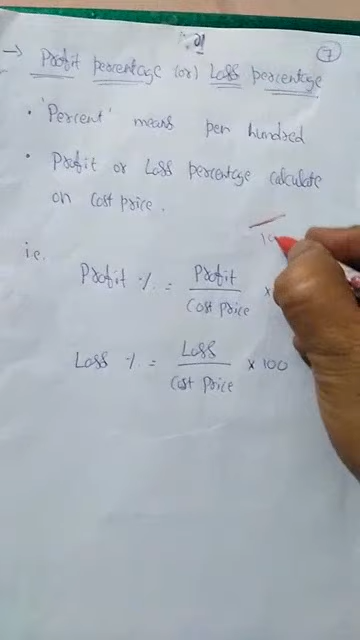 7
→ Profit percentage (or) Loss percentage
• 'Percent' means per hundred
• Profit or Loss percentage calculate
on cost price.
i.e.
Profit % = Profit / Cost price ×
Loss % = Loss / Cost price × 100